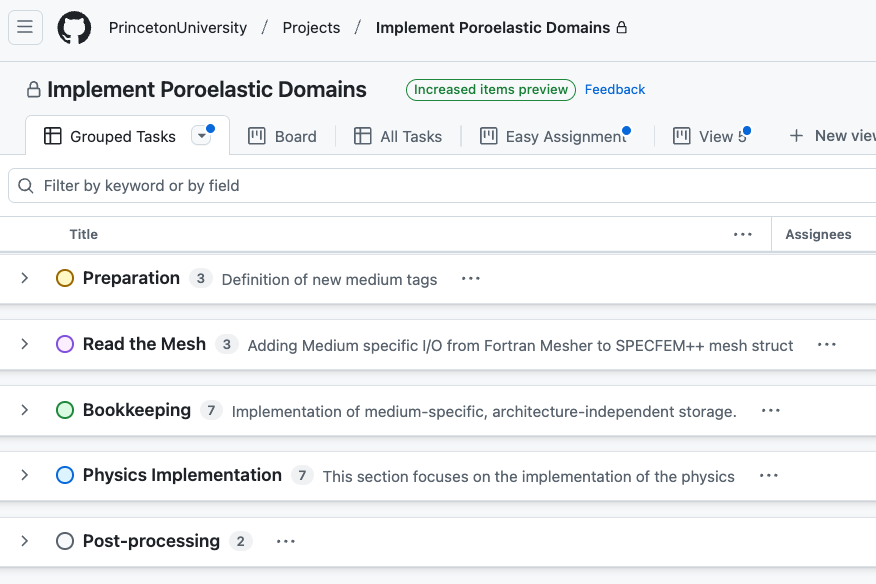 PrincetonUniversity / Projects / Implement Poroelastic Domains
Implement Poroelastic Domains Increased items preview Feedback
Grouped Tasks Board All Tasks Easy Assignment View 5 New view
Filter by keyword or by field
Title ... Assignees
Preparation 3 Definition of new medium tags ...
Read the Mesh 3 Adding Medium specific I/O from Fortran Mesher to SPECFEM++ mesh struct ...
Bookkeeping 7 Implementation of medium-specific, architecture-independent storage. ...
Physics Implementation 7 This section focuses on the implementation of the physics ...
Post-processing 2 ...